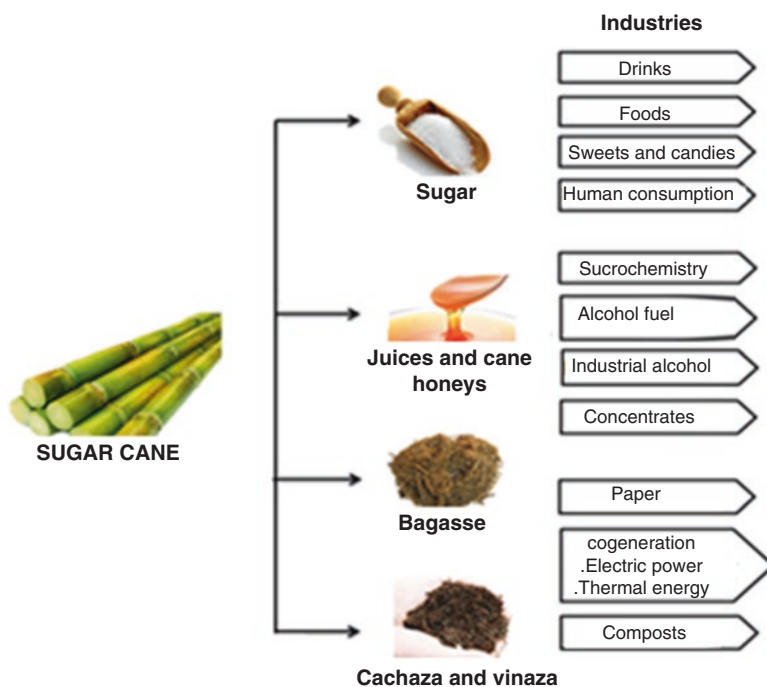 Industries
Drinks
Foods
Sweets and candies
Human consumption
Sugar
Sucrochemistry
Alcohol fuel
Industrial alcohol
Concentrates
Juices and cane
honeys
SUGAR CANE
Bagasse
Paper
cogeneration
.Electric power
.Thermal energy
Composts
Cachaza and vinaza